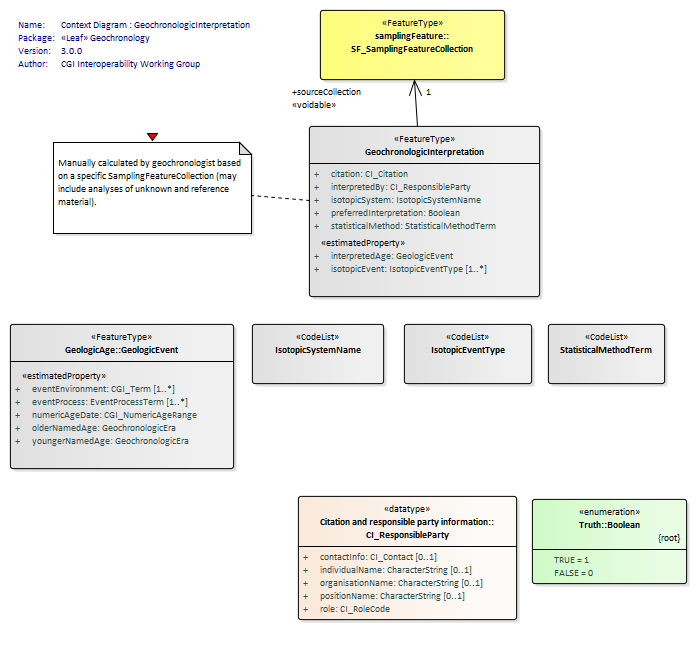 Name: Context Diagram : GeochronologicInterpretation
Package: «Leaf» Geochronology
Version: 3.0.0
Author: CGI Interoperability Working Group
«FeatureType»
samplingFeature::
SF_SamplingFeatureCollection
+sourceCollection
«voidable»
1
Manually calculated by geochronologist based
on a specific SamplingFeatureCollection (may
include analyses of unknown and reference
material).
«FeatureType»
GeochronologicInterpretation
+ citation: CI_Citation
+ interpretedBy: CI_ResponsibleParty
+ isotopicSystem: IsotopicSystemName
+ preferredInterpretation: Boolean
+ statisticalMethod: StatisticalMethodTerm
«estimatedProperty»
+ interpretedAge: GeologicEvent
+ isotopicEvent: IsotopicEventType [1..*]
«FeatureType»
GeologicAge::GeologicEvent
«estimatedProperty»
+ eventEnvironment: CGI_Term [1..*]
+ eventProcess: EventProcessTerm [1..*]
+ numericAgeDate: CGI_NumericAgeRange
+ olderNamedAge: GeochronologicEra
+ youngerNamedAge: GeochronologicEra
«CodeList»
IsotopicSystemName
«CodeList»
IsotopicEventType
«CodeList»
StatisticalMethodTerm
«datatype»
Citation and responsible party information::
CI_ResponsibleParty
+ contactInfo: CI_Contact [0..1]
+ individualName: CharacterString [0..1]
+ organisationName: CharacterString [0..1]
+ positionName: CharacterString [0..1]
+ role: CI_RoleCode
«enumeration»
Truth::Boolean
{root}
TRUE = 1
FALSE = 0